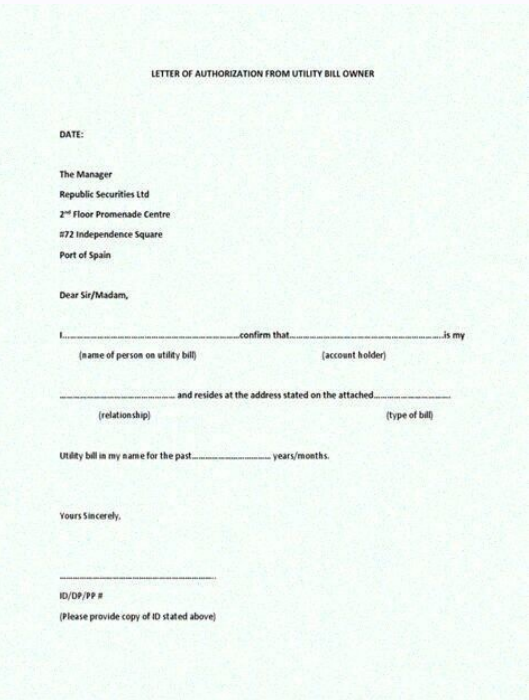 LETTER OF AUTHORIZATION FROM UTILITY BILL OWNER
DATE:
The Manager
Republic Securities Ltd
2nd Floor Promenade Centre
#72 Independence Square
Port of Spain
Dear Sir/Madam,
I...........................................................confirm that....................................................is my
(name of person on utility bill) (account holder)
....................................... and resides at the address stated on the attached..........................
(relationship) (type of bill)
Utility bill in my name for the past.......................... years/months.
Yours Sincerely,
....................................................
ID/DP/PP #
(Please provide copy of ID stated above)